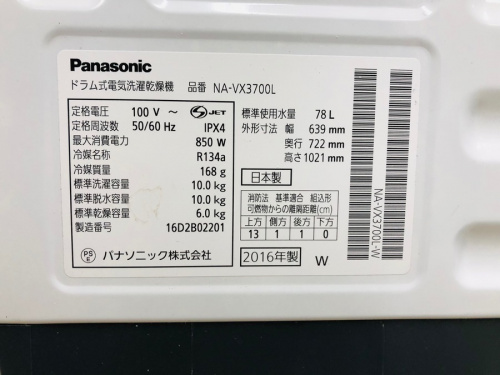 Panasonic
ドラム式電気洗濯乾燥機 品番 NA-VX3700L
定格電圧 100 V ～ S JET
定格周波数 50/60 Hz IPX4
最大消費電力 850 W
冷媒名称 R134a
冷媒質量 168 g
標準洗濯容量 10.0 kg
標準脱水容量 10.0 kg
標準乾燥容量 6.0 kg
製造番号 16D2B02201
PS E パナソニック株式会社
標準使用水量 78 L
外形寸法 幅 639 mm
奥行 722 mm
高さ 1021 mm
日本製
消防法 基準適合 組込形
可燃物からの離隔距離(cm)
上方 側方 後方 下方
13 1 1 0
2016年製 W
NA-VX3700L-W